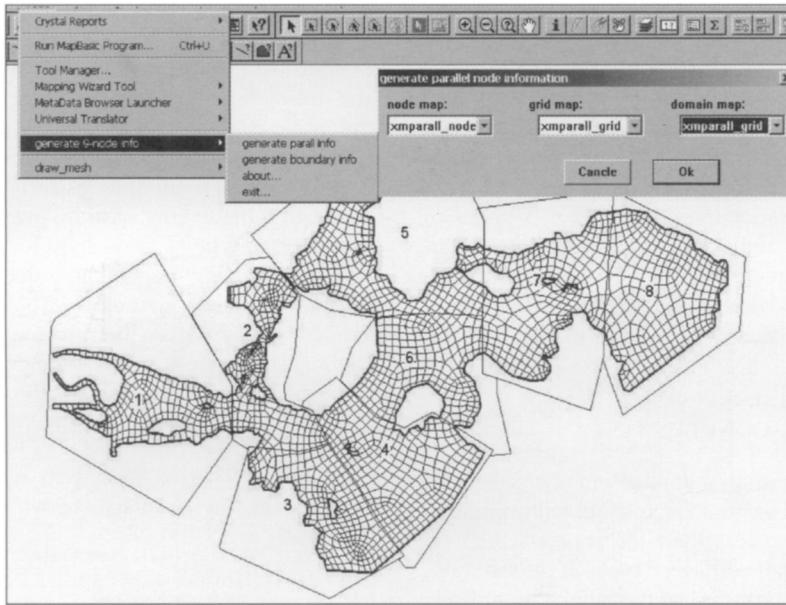 Crystal Reports
Run MapBasic Program... Ctrl+U
Tool Manager...
Mapping Wizard Tool
MetaData Browser Launcher
Universal Translator
generate 9-node info
draw_mesh
generate paral info
generate boundary info
about...
exit...
generate parallel node information
node map: grid map: domain map:
xmparall_node xmparall_grid xmparall_grid
Cancle Ok
5
7
8
2
6
1
4
3